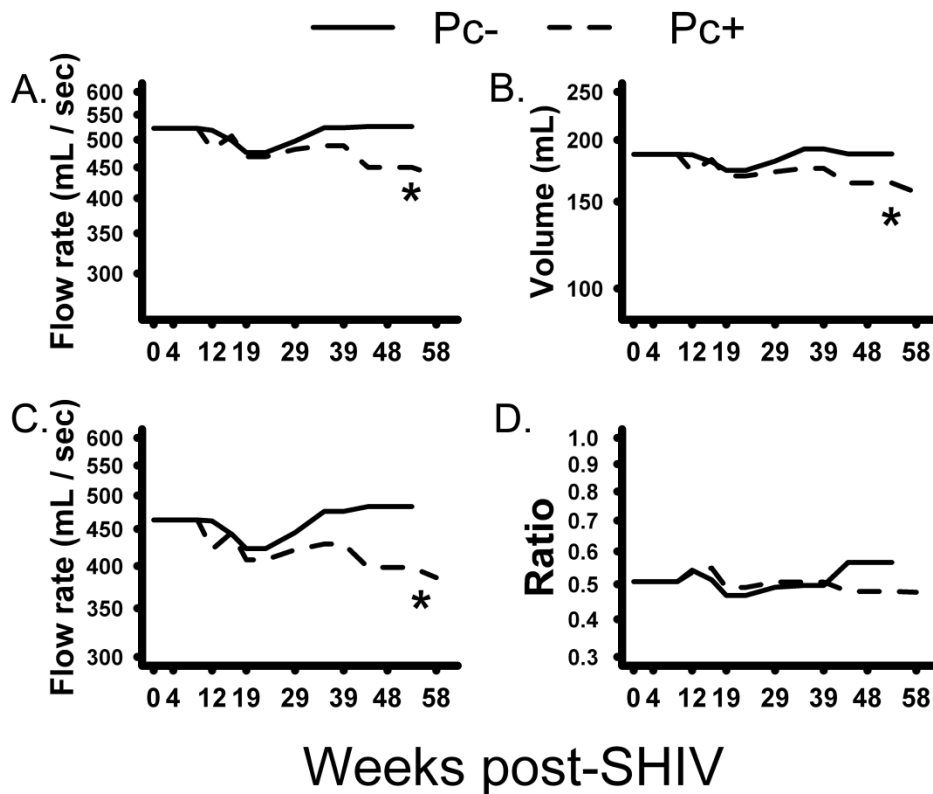 Pc- Pc+
A.
Flow rate (mL / sec)
600
550
500
450
400
350
300
*
0 4 12 19 29 39 48 58
B.
Volume (mL)
250
200
150
100
*
0 4 12 19 29 39 48 58
C.
Flow rate (mL / sec)
600
550
500
450
400
350
300
*
0 4 12 19 29 39 48 58
D.
Ratio
1.0
0.9
0.8
0.7
0.6
0.5
0.4
0.3
0 4 12 19 29 39 48 58
Weeks post-SHIV